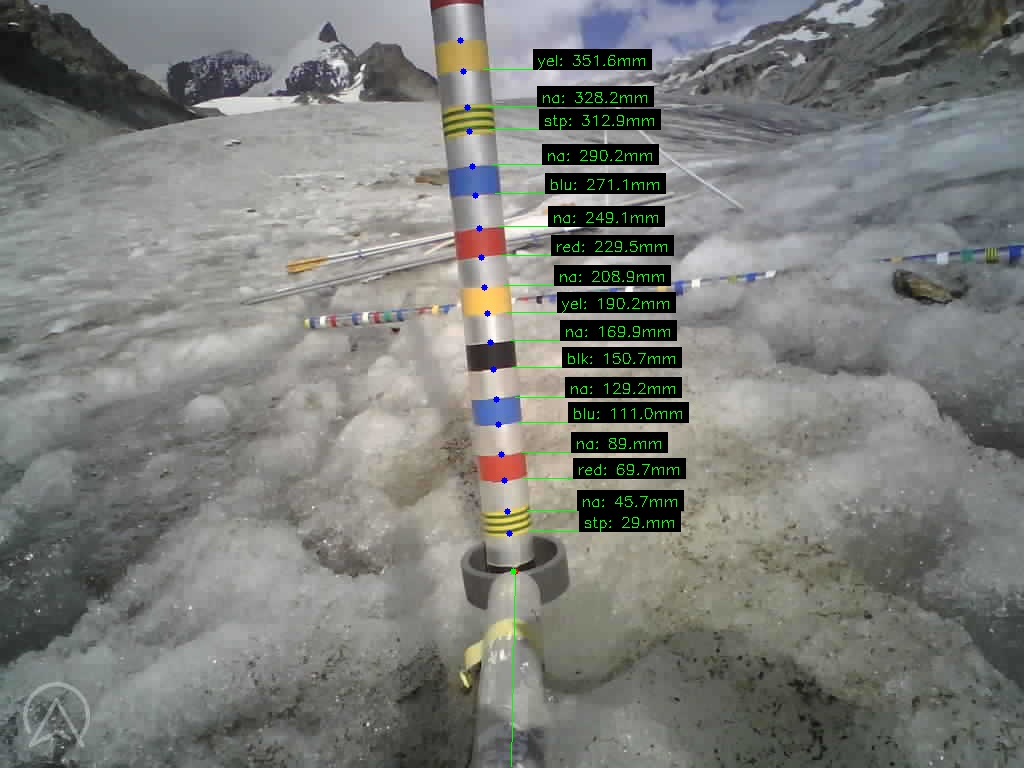 yel: 351.6mm
na: 328.2mm
stp: 312.9mm
na: 290.2mm
blu: 271.1mm
na: 249.1mm
red: 229.5mm
na: 208.9mm
yel: 190.2mm
na: 169.9mm
blk: 150.7mm
na: 129.2mm
blu: 111.0mm
na: 89.mm
red: 69.7mm
na: 45.7mm
stp: 29.mm